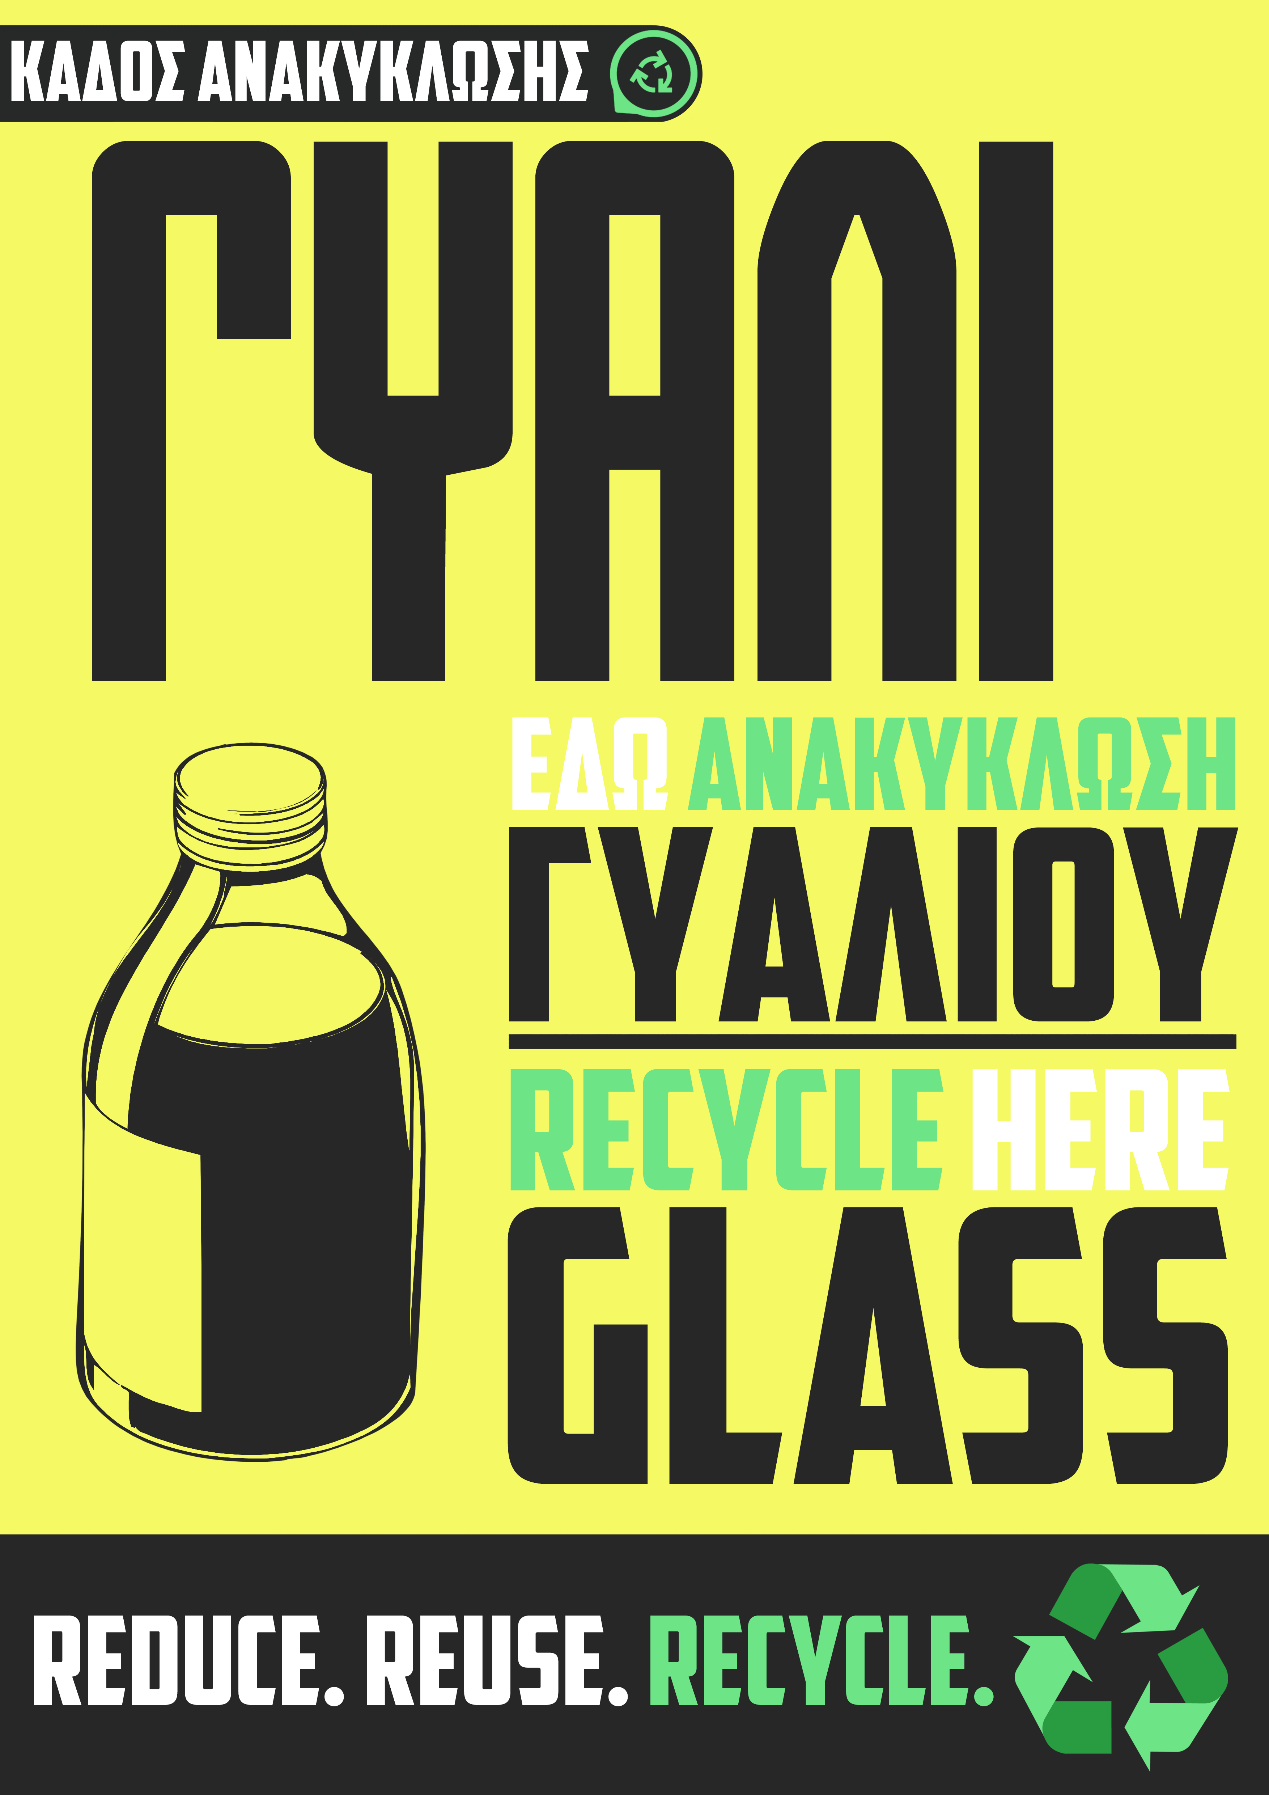 ΚΑΔΟΣ ΑΝΑΚΥΚΛΩΣΗΣ
ΓΥΑΛΙ
ΕΔΩ ΑΝΑΚΥΚΛΩΣΗ
ΓΥΑΛΙΟΥ
RECYCLE HERE
GLASS
REDUCE. REUSE. RECYCLE.